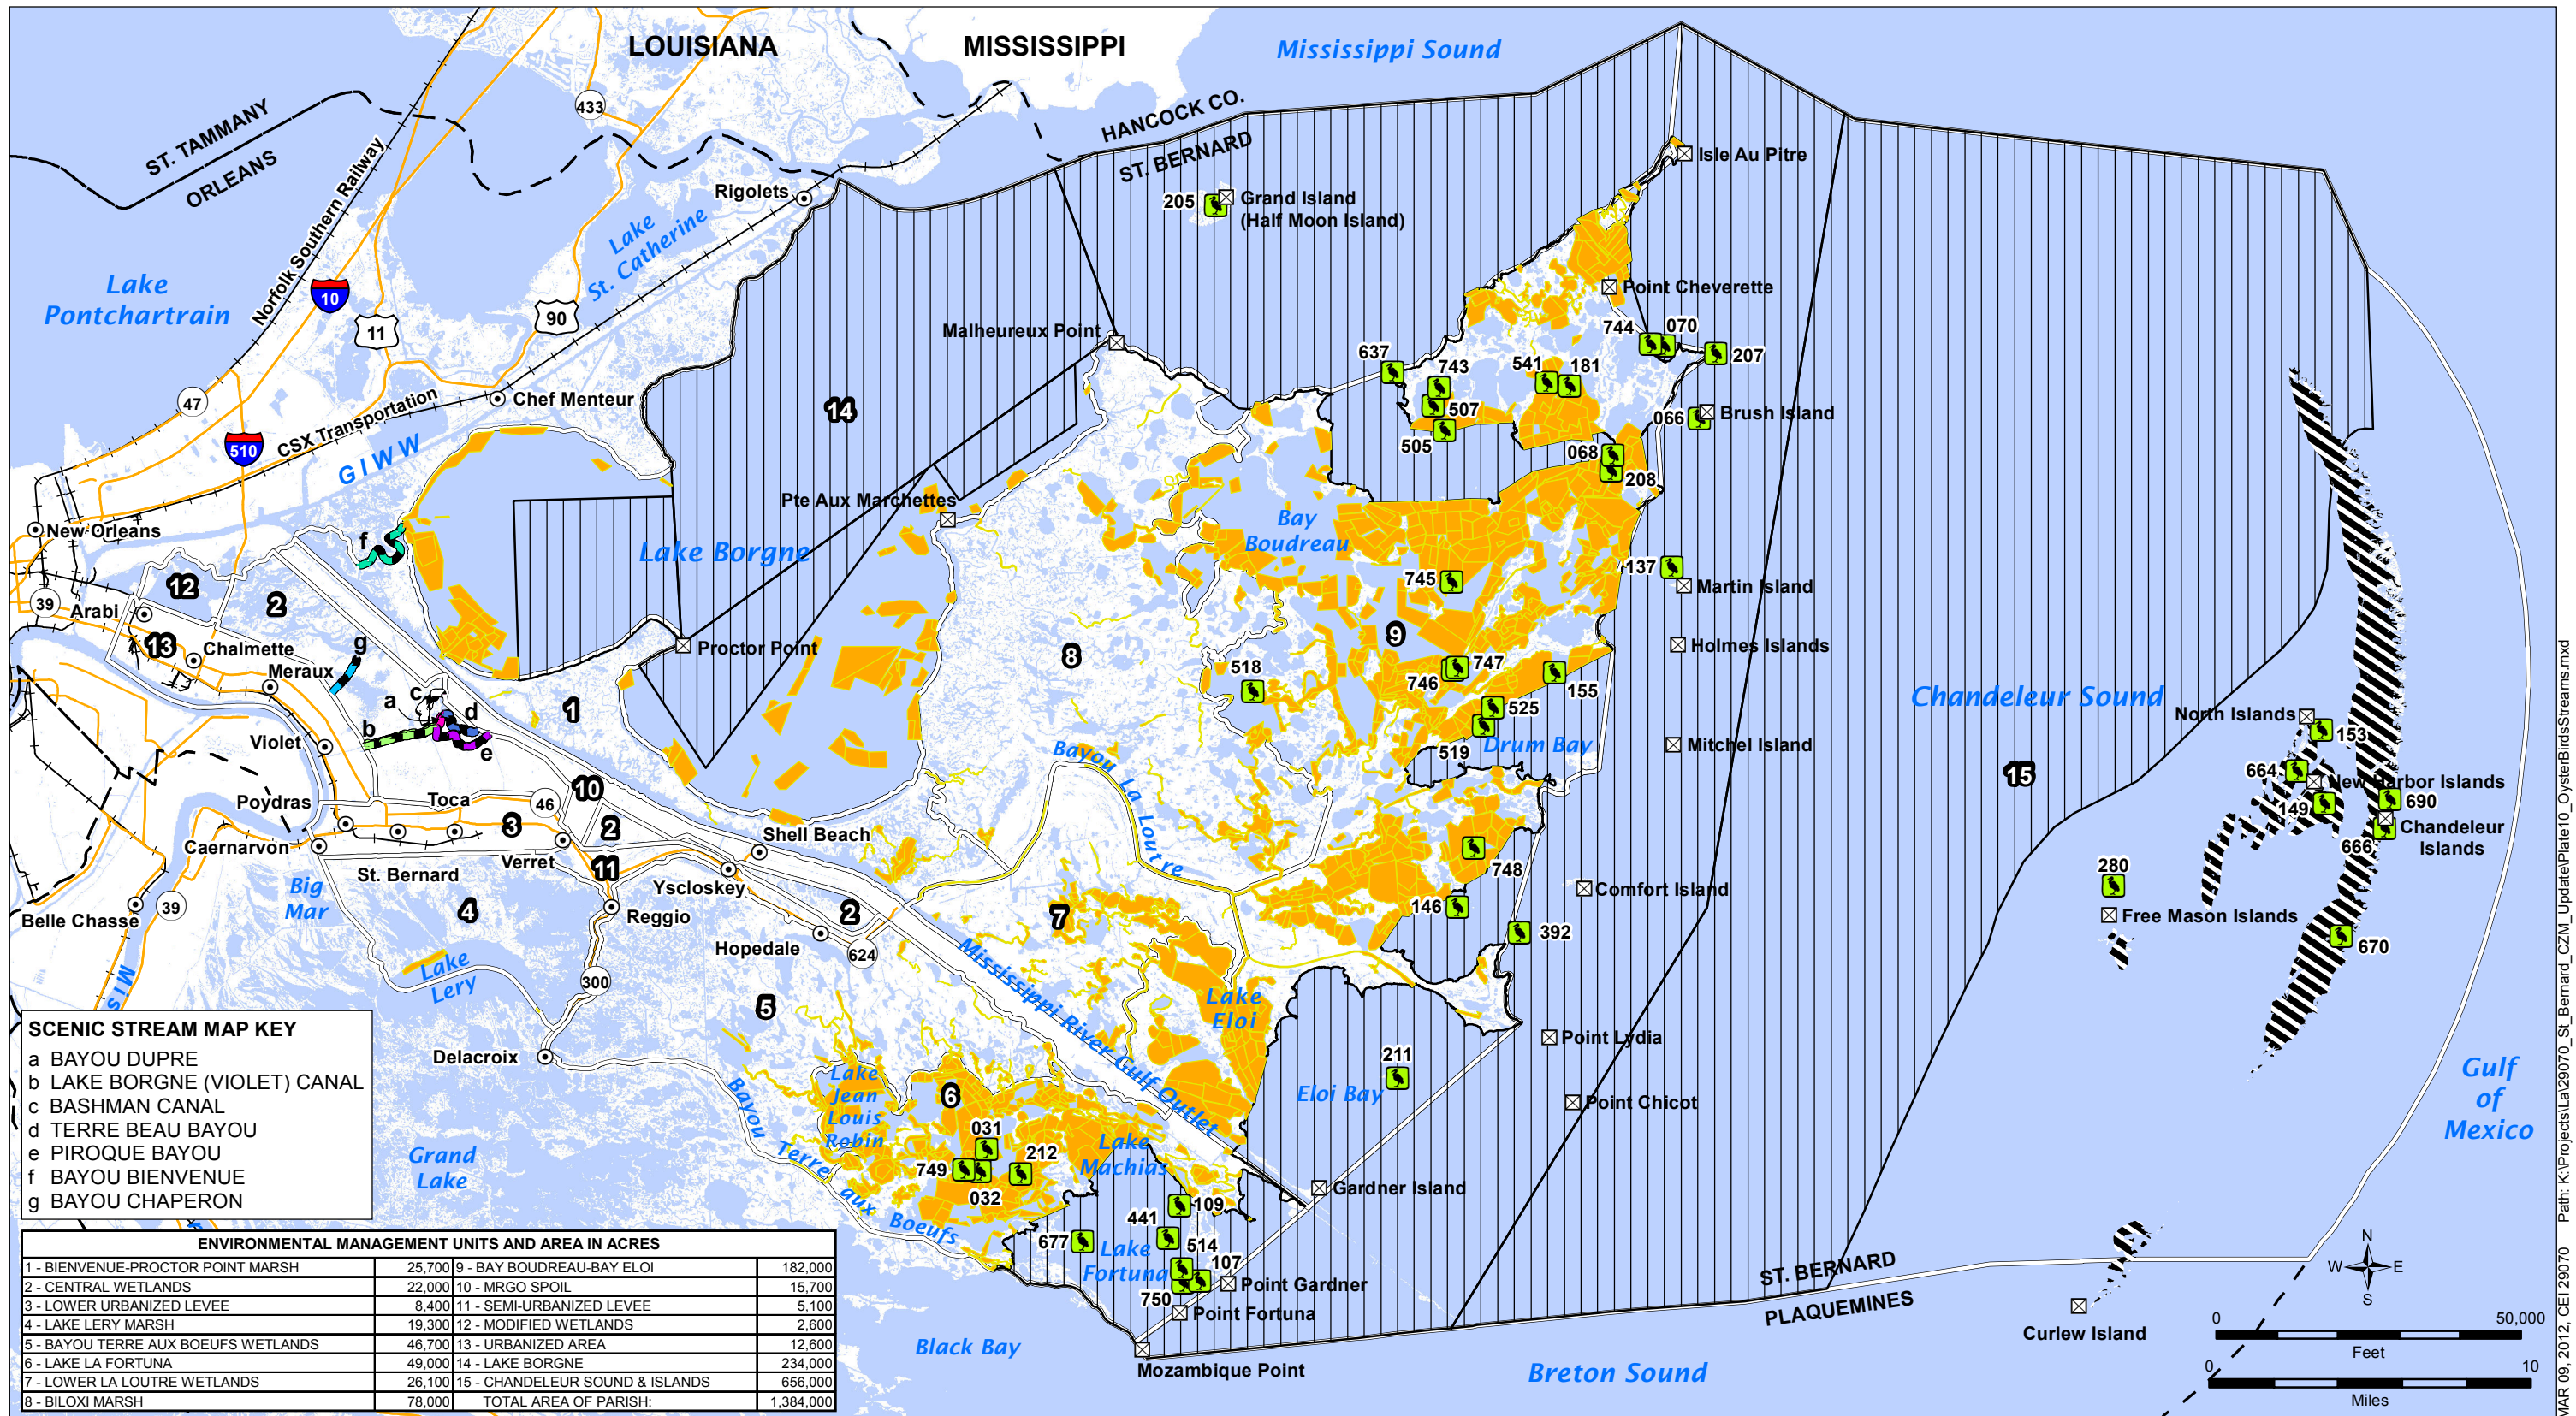 LOUISIANA
MISSISSIPPI
Mississippi Sound
ST. TAMMANY
ORLEANS
433
HANCOCK CO.
ST. BERNARD
Norfolk Southern Railway
Rigolets
Lake
St. Catherine
205
Grand Island
(Half Moon Island)
Isle Au Pitre
Lake
Pontchartrain
10
11
90
Point Cheverette
Malheureux Point
744
070
207
637
743
541
181
507
505
066
Brush Island
47
Chef Menteur
CSX Transportation
510
GIWW
14
068
208
Pte Aux Marchettes
New Orleans
Lake Borgne
Bay
Boudreau
f
12
2
39
Arabi
13
Chalmette
Meraux
g
745
137
Martin Island
Proctor Point
8
9
Holmes Islands
518
747
746
155
a
c
d
b
e
1
525
519
Drum Bay
Mitchel Island
Chandeleur Sound
15
North Islands
153
664
New Harbor Islands
149
690
Chandeleur
Islands
666
Violet
Bayou La Loutre
Poydras
Toca
46
10
3
2
Shell Beach
Caernarvon
St. Bernard
Verret
11
Yscloskey
748
280
Free Mason Islands
Comfort Island
Big
Mar
Belle Chasse
39
4
Reggio
2
7
146
392
670
Hopedale
624
Lake
Lery
300
Mississippi River Gulf Outlet
Lake
Eloi
Mis
5
Point Lydia
Delacroix
211
Eloi Bay
Point Chicot
Gulf
of
Mexico
SCENIC STREAM MAP KEY
a BAYOU DUPRE
b LAKE BORGNE (VIOLET) CANAL
c BASHMAN CANAL
d TERRE BEAU BAYOU
e PIROQUE BAYOU
f BAYOU BIENVENUE
g BAYOU CHAPERON
Lake
Jean
Louis
Robin
6
Bayou Terre aux Boeufs
Grand
Lake
031
749
032
212
Lake
Machias
109
441
514
677
Lake
Fortuna
107
750
Gardner Island
Point Gardner
Point Fortuna
Mozambique Point
Black Bay
Breton Sound
ST. BERNARD
PLAQUEMINES
Curlew Island
N
W E
S
0 50,000
Feet
0 10
Miles
ENVIRONMENTAL MANAGEMENT UNITS AND AREA IN ACRES
1 - BIENVENUE-PROCTOR POINT MARSH 25,700 9 - BAY BOUDREAU-BAY ELOI 182,000
2 - CENTRAL WETLANDS 22,000 10 - MRGO SPOIL 15,700
3 - LOWER URBANIZED LEVEE 8,400 11 - SEMI-URBANIZED LEVEE 5,100
4 - LAKE LERY MARSH 19,300 12 - MODIFIED WETLANDS 2,600
5 - BAYOU TERRE AUX BOEUFS WETLANDS 46,700 13 - URBANIZED AREA 12,600
6 - LAKE LA FORTUNA 49,000 14 - LAKE BORGNE 234,000
7 - LOWER LA LOUTRE WETLANDS 26,100 15 - CHANDELEUR SOUND & ISLANDS 656,000
8 - BILOXI MARSH 78,000 TOTAL AREA OF PARISH: 1,384,000
MAR 09, 2012, CEI 29070 Path: K:\Projects\La\29070_St_Bernard_CZM_Update\Plate10_OysterBirdsStreams.mxd